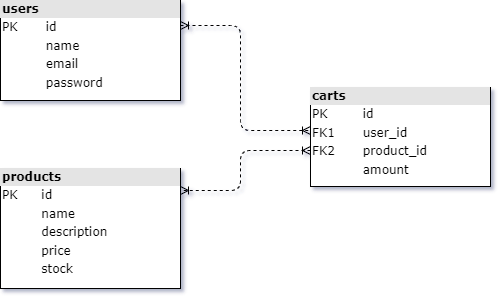 users
PK id
name
email
password
carts
PK id
FK1 user_id
FK2 product_id
amount
products
PK id
name
description
price
stock